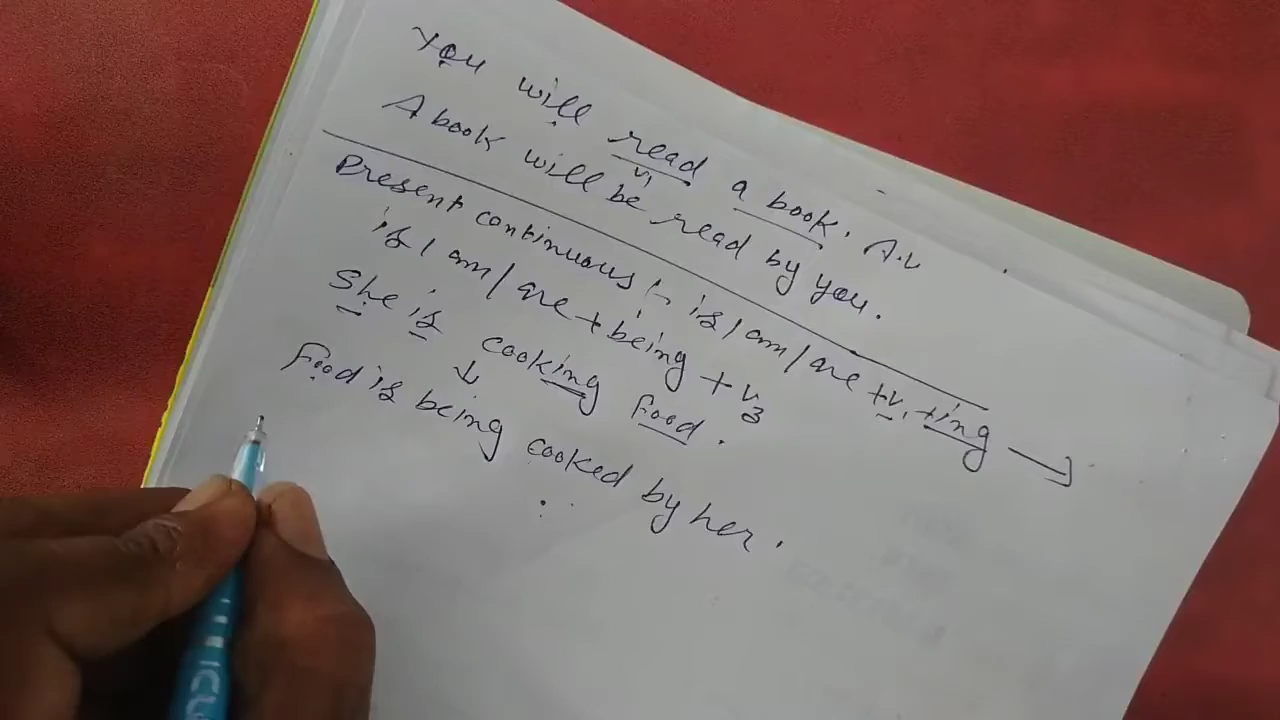 You will read a book. A.V
V1
A book will be read by you.
Present continuous :- is/am/are + V1 + ing →
is/am/are + being + V3
She is cooking food.
Food is being cooked by her.